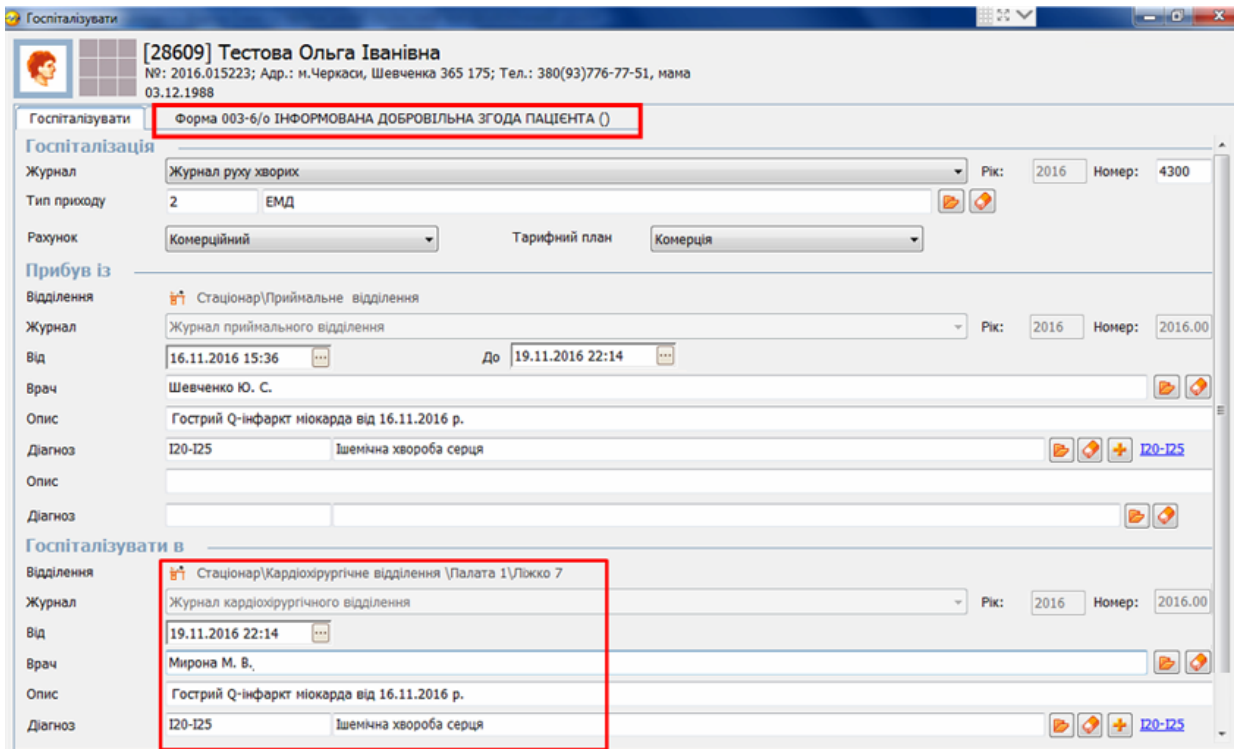 Госпіталізувати
[28609] Тестова Ольга Іванівна
№: 2016.015223; Адр.: м.Черкаси, Шевченка 365 175; Тел.: 380(93)776-77-51, мама
03.12.1988
Госпіталізувати Форма 003-6/о ІНФОРМОВАНА ДОБРОВІЛЬНА ЗГОДА ПАЦІЄНТА ()
Госпіталізація
Журнал Журнал руху хворих Рік: 2016 Номер: 4300
Тип приходу 2 ЕМД
Рахунок Комерційний Тарифний план Комерція
Прибув із
Відділення Стаціонар\Приймальне відділення
Журнал Журнал приймального відділення Рік: 2016 Номер: 2016.00
Від 16.11.2016 15:36 До 19.11.2016 22:14
Врач Шевченко Ю. С.
Опис Гострий Q-інфаркт міокарда від 16.11.2016 р.
Діагноз I20-I25 Ішемічна хвороба серця I20-I25
Опис
Діагноз
Госпіталізувати в
Відділення Стаціонар\Кардіохірургічне відділення \Палата 1\Ліжко 7
Журнал Журнал кардіохірургічного відділення Рік: 2016 Номер: 2016.00
Від 19.11.2016 22:14
Врач Мирона М. В.
Опис Гострий Q-інфаркт міокарда від 16.11.2016 р.
Діагноз I20-I25 Ішемічна хвороба серця I20-I25